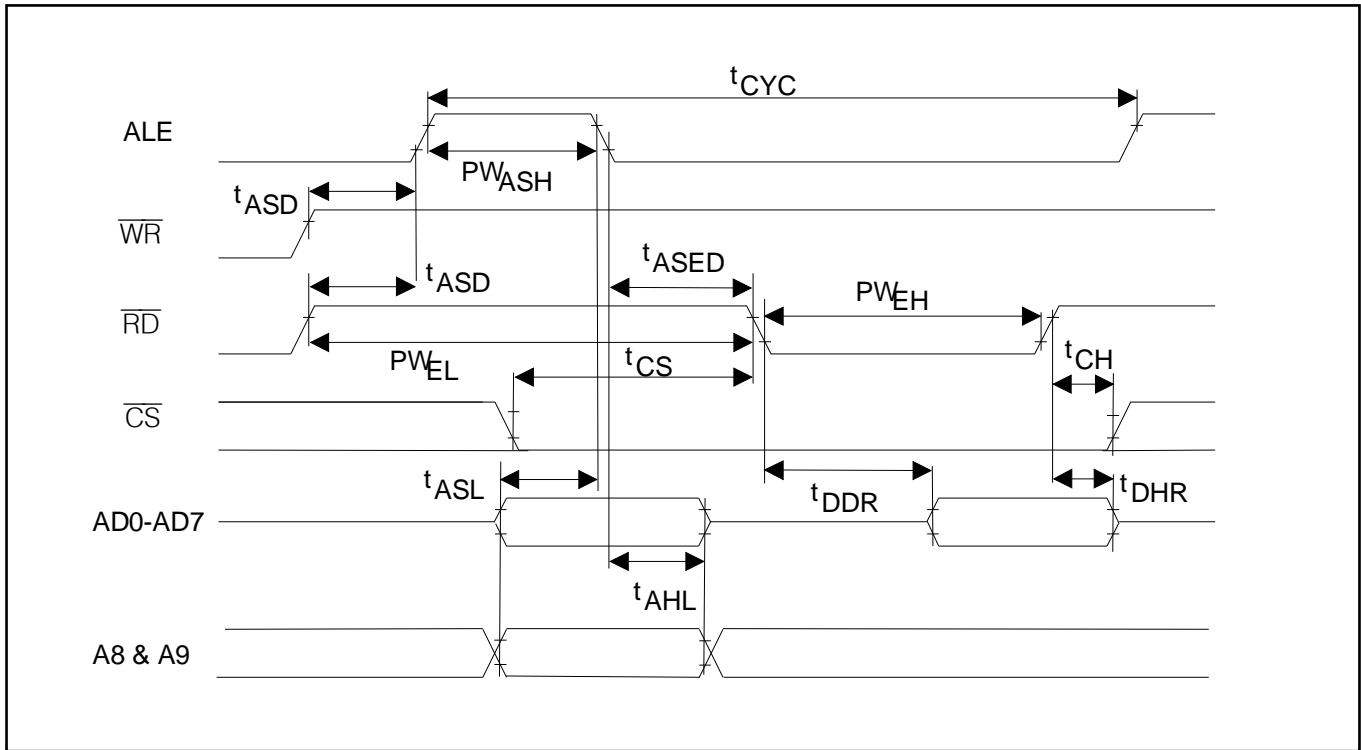 tCYC
ALE
PWASH
tASD
WR
tASED
tASD
PWEH
RD
PWEL
tCS
tCH
CS
tASL
tDDR
tDHR
AD0-AD7
tAHL
A8 & A9